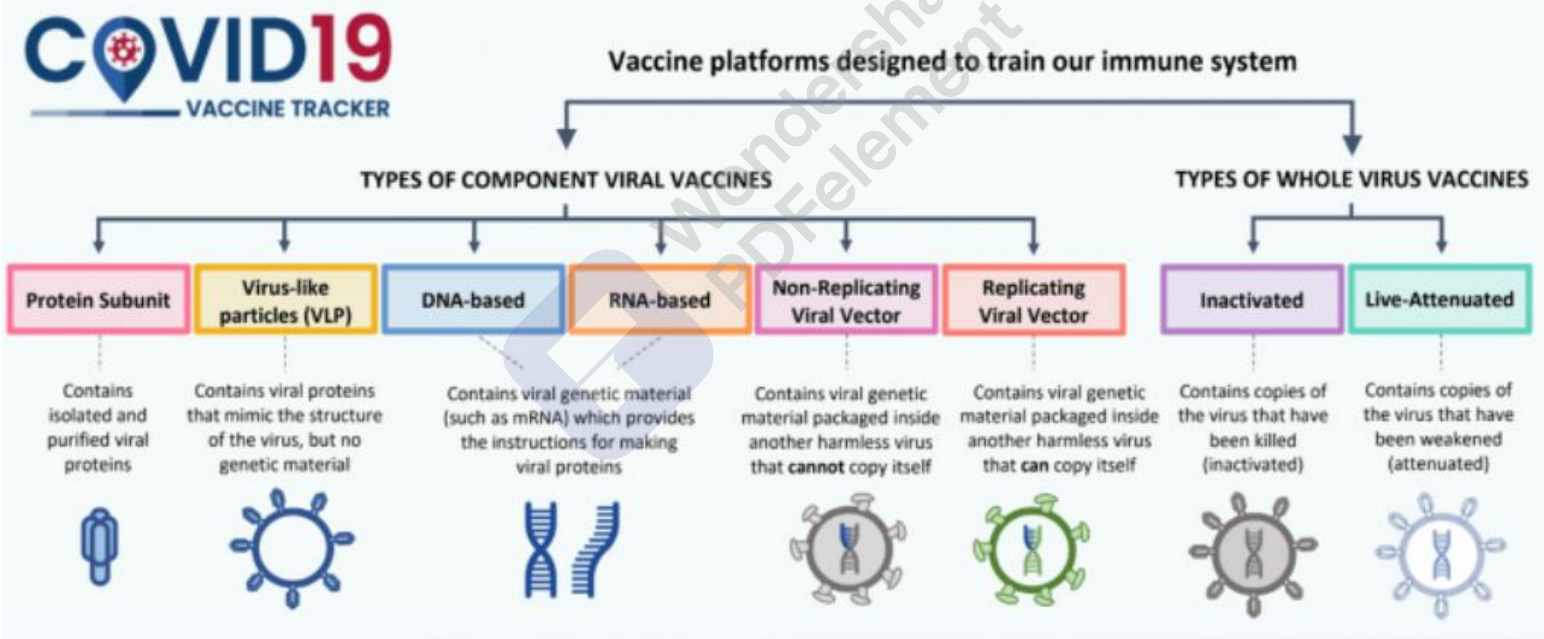 COVID19
VACCINE TRACKER
Vaccine platforms designed to train our immune system
TYPES OF COMPONENT VIRAL VACCINES
TYPES OF WHOLE VIRUS VACCINES
Protein Subunit
Virus-like
particles (VLP)
DNA-based
RNA-based
Non-Replicating
Viral Vector
Replicating
Viral Vector
Inactivated
Live-Attenuated
Contains
isolated and
purified viral
proteins
Contains viral proteins
that mimic the structure
of the virus, but no
genetic material
Contains viral genetic material
(such as mRNA) which provides
the instructions for making
viral proteins
Contains viral genetic
material packaged inside
another harmless virus
that cannot copy itself
Contains viral genetic
material packaged inside
another harmless virus
that can copy itself
Contains copies of
the virus that have
been killed
(inactivated)
Contains copies of
the virus that have
been weakened
(attenuated)
PDFelement